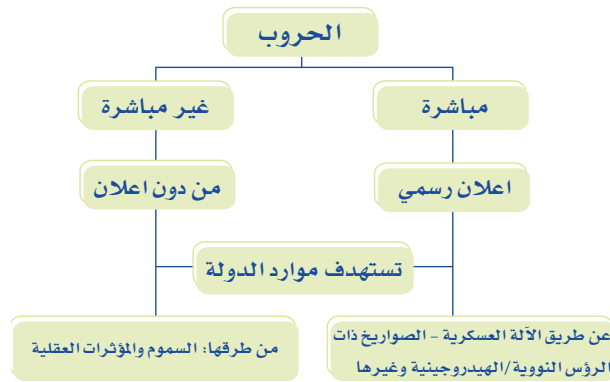 الحروب
مباشرة
غير مباشرة
اعلان رسمي
من دون اعلان
تستهدف موارد الدولة
عن طريق الآلة العسكرية - الصواريخ ذات
الرؤس النووية/الهيدروجينية وغيرها
من طرقها: السموم والمؤثرات العقلية